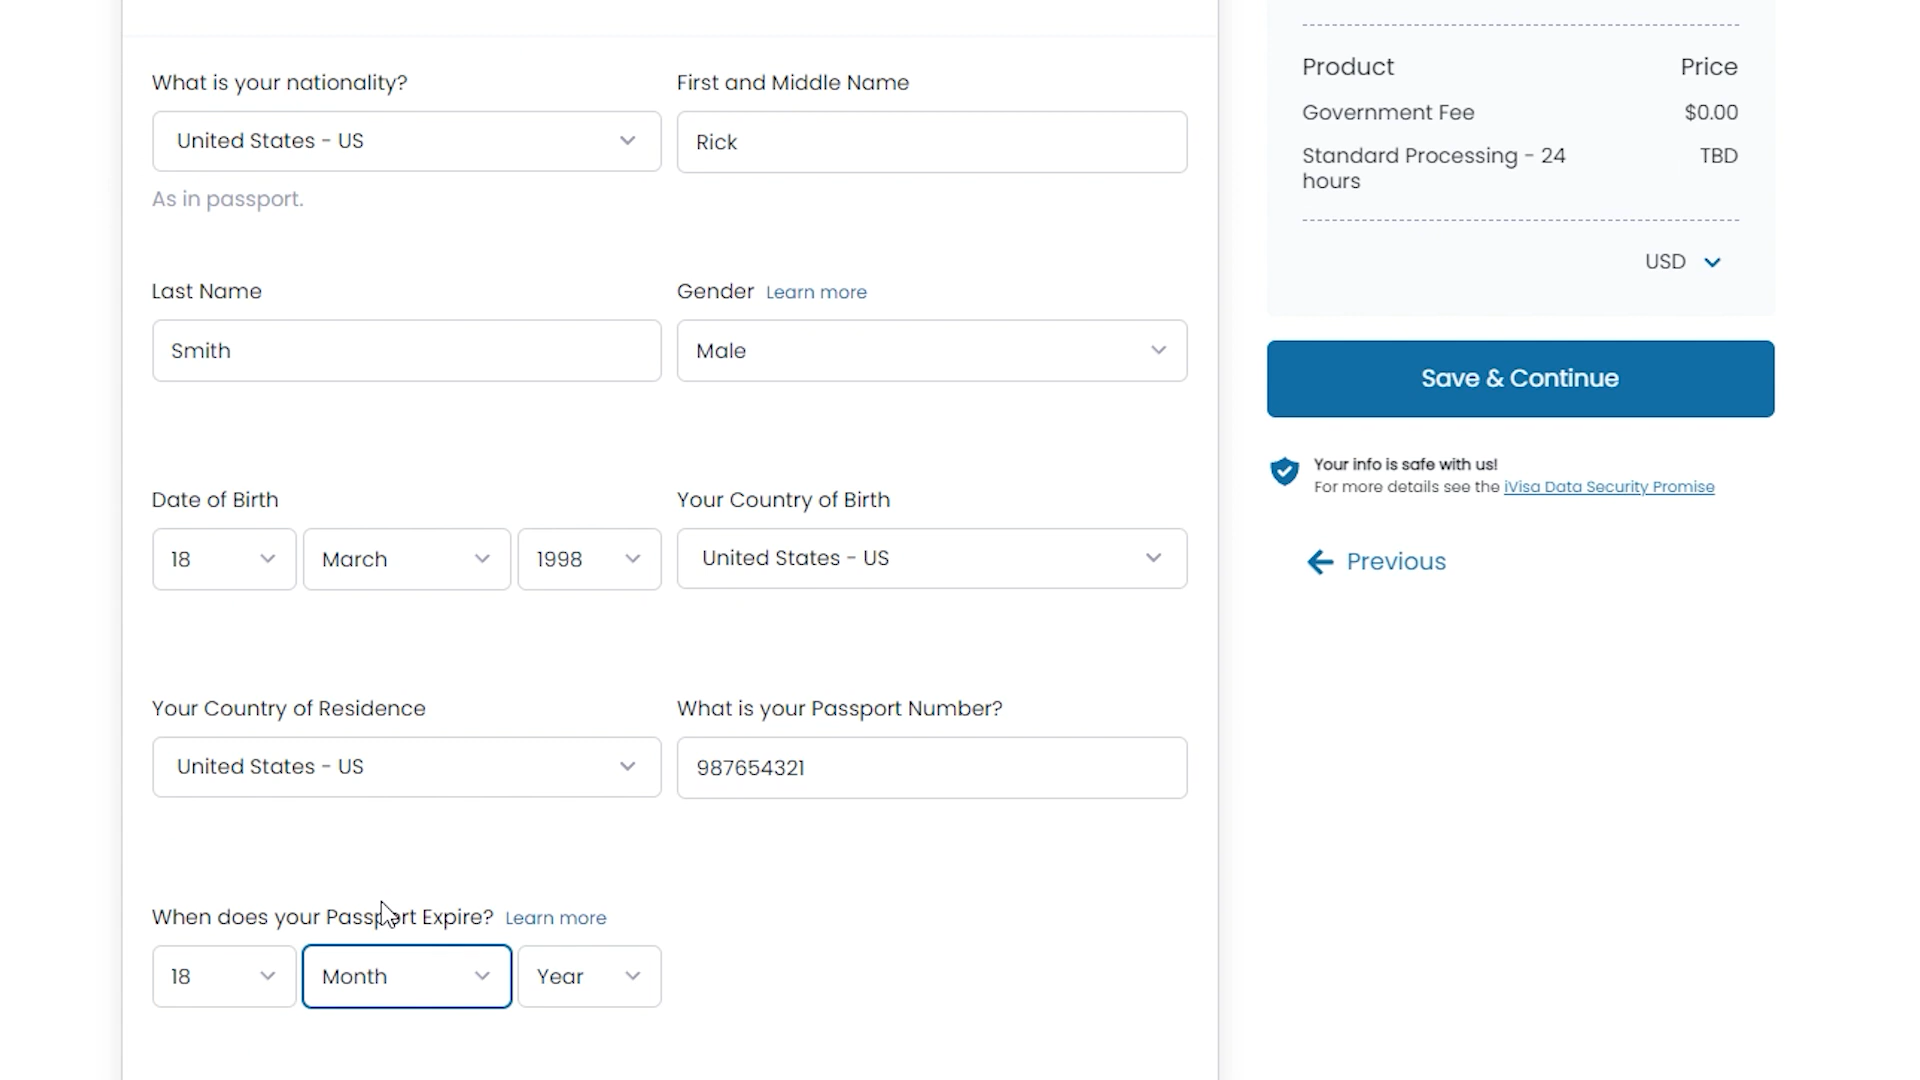 What is your nationality?
United States - US
As in passport.
First and Middle Name
Rick
Last Name
Smith
Gender Learn more
Male
Date of Birth
18 March 1998
Your Country of Birth
United States - US
Your Country of Residence
United States - US
What is your Passport Number?
987654321
When does your Passport Expire? Learn more
18 Month Year
Product Price
Government Fee $0.00
Standard Processing - 24 TBD
hours
USD
Save & Continue
Your info is safe with us!
For more details see the iVisa Data Security Promise
Previous